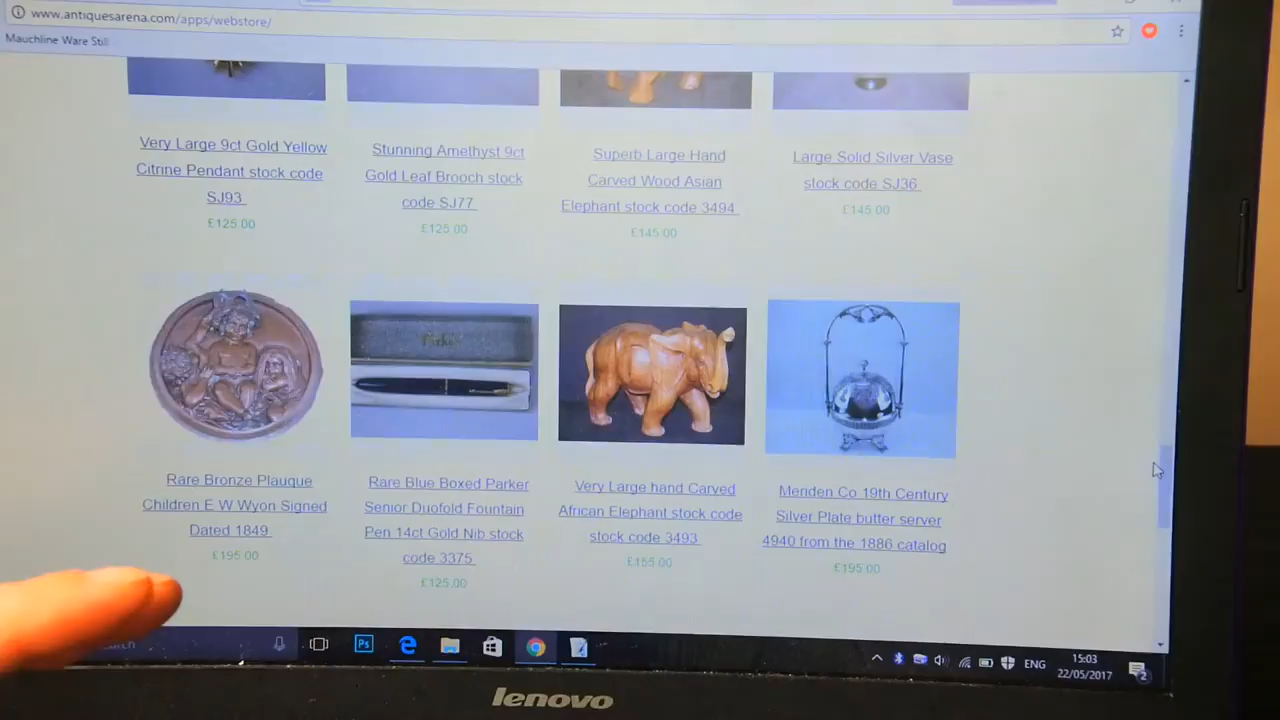 www.antiquesarena.com/apps/webstore/
Mauchline Ware Still
Very Large 9ct Gold Yellow
Citrine Pendant stock code
SJ93
£125.00
Stunning Amethyst 9ct
Gold Leaf Brooch stock
code SJ77
£125.00
Superb Large Hand
Carved Wood Asian
Elephant stock code 3494
£145.00
Large Solid Silver Vase
stock code SJ36
£145.00
Parker
Rare Bronze Plauque
Children E W Wyon Signed
Dated 1849
£195.00
Rare Blue Boxed Parker
Senior Duofold Fountain
Pen 14ct Gold Nib stock
code 3375
£125.00
Very Large hand Carved
African Elephant stock code
stock code 3493
£155.00
Meriden Co 19th Century
Silver Plate butter server
4940 from the 1886 catalog
£195.00
Ps
ENG
15:03
22/05/2017
2
lenovo